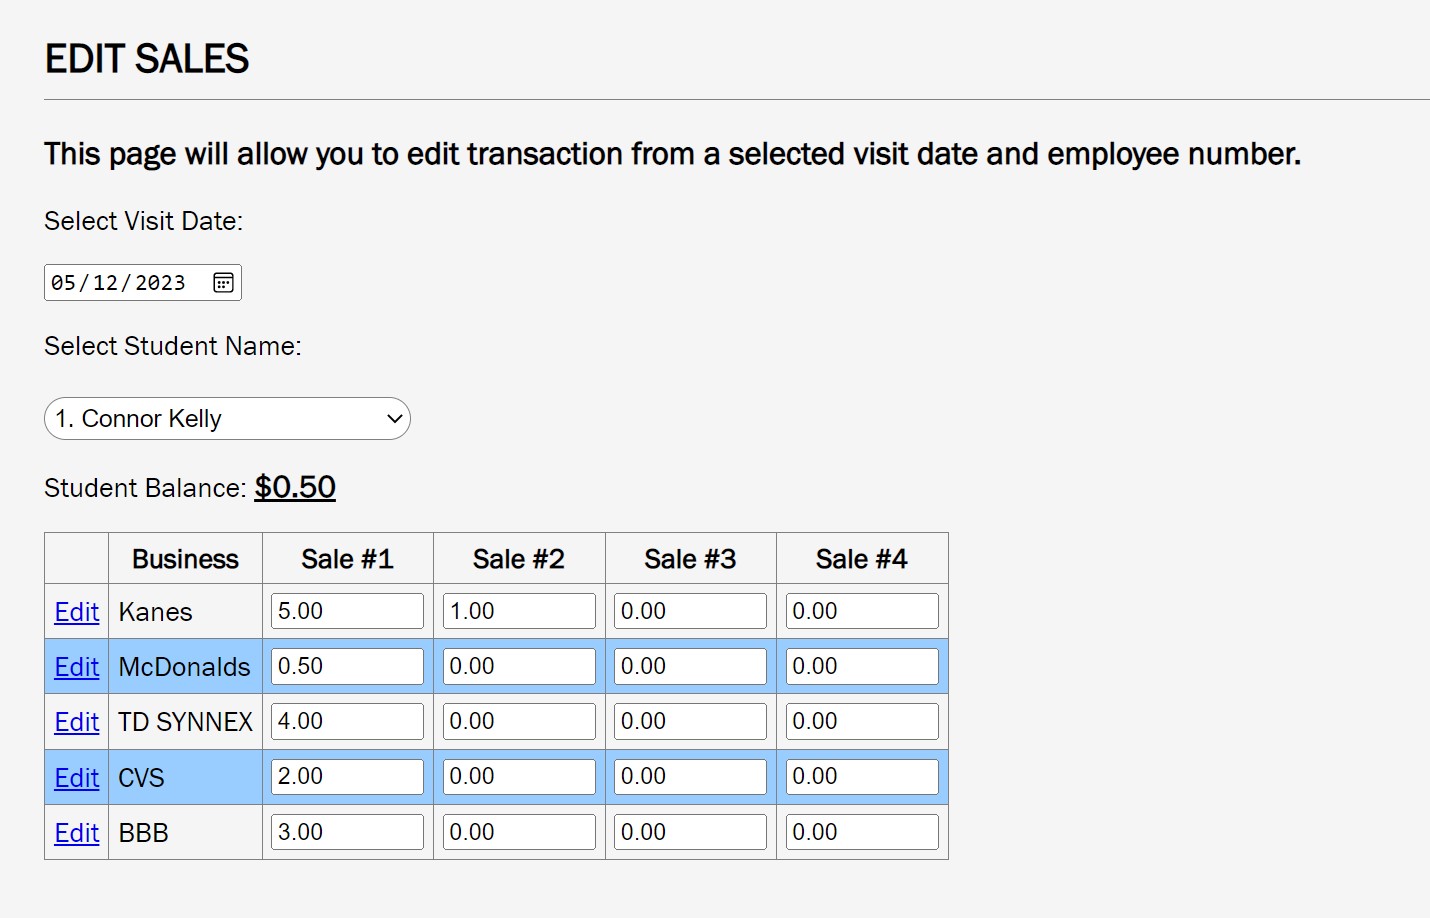 EDIT SALES
This page will allow you to edit transaction from a selected visit date and employee number.
Select Visit Date:
05/12/2023
Select Student Name:
1. Connor Kelly
Student Balance: $0.50
Business Sale #1 Sale #2 Sale #3 Sale #4
Edit Kanes 5.00 1.00 0.00 0.00
Edit McDonalds 0.50 0.00 0.00 0.00
Edit TD SYNNEX 4.00 0.00 0.00 0.00
Edit CVS 2.00 0.00 0.00 0.00
Edit BBB 3.00 0.00 0.00 0.00